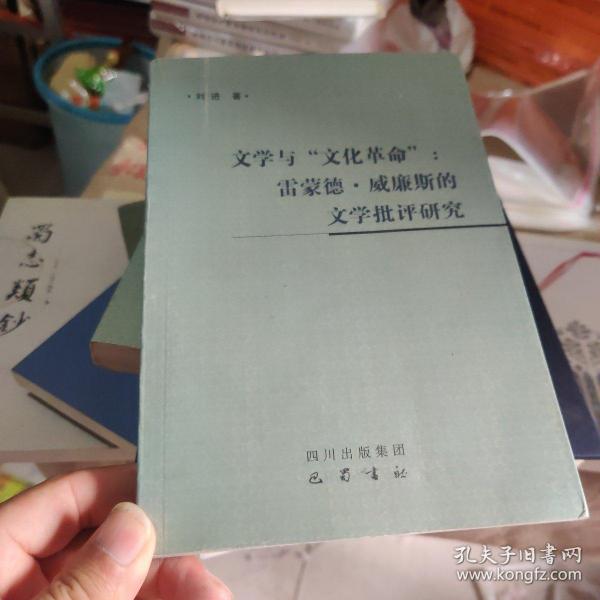 · 刘进 著 ·
文学与“文化革命”：
雷蒙德·威廉斯的
文学批评研究
四川出版集团
巴蜀书社
蜀志類鈔
孔夫子旧书网
www.kongfz.com